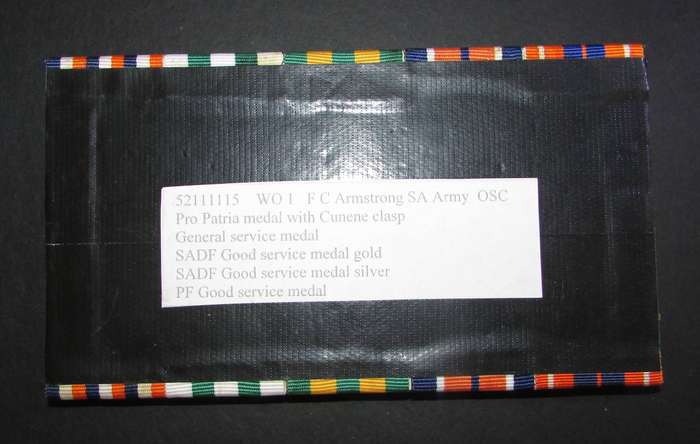 52111115 WO 1 F C Armstrong SA Army OSC
Pro Patria medal with Cunene clasp
General service medal
SADF Good service medal gold
SADF Good service medal silver
PF Good service medal